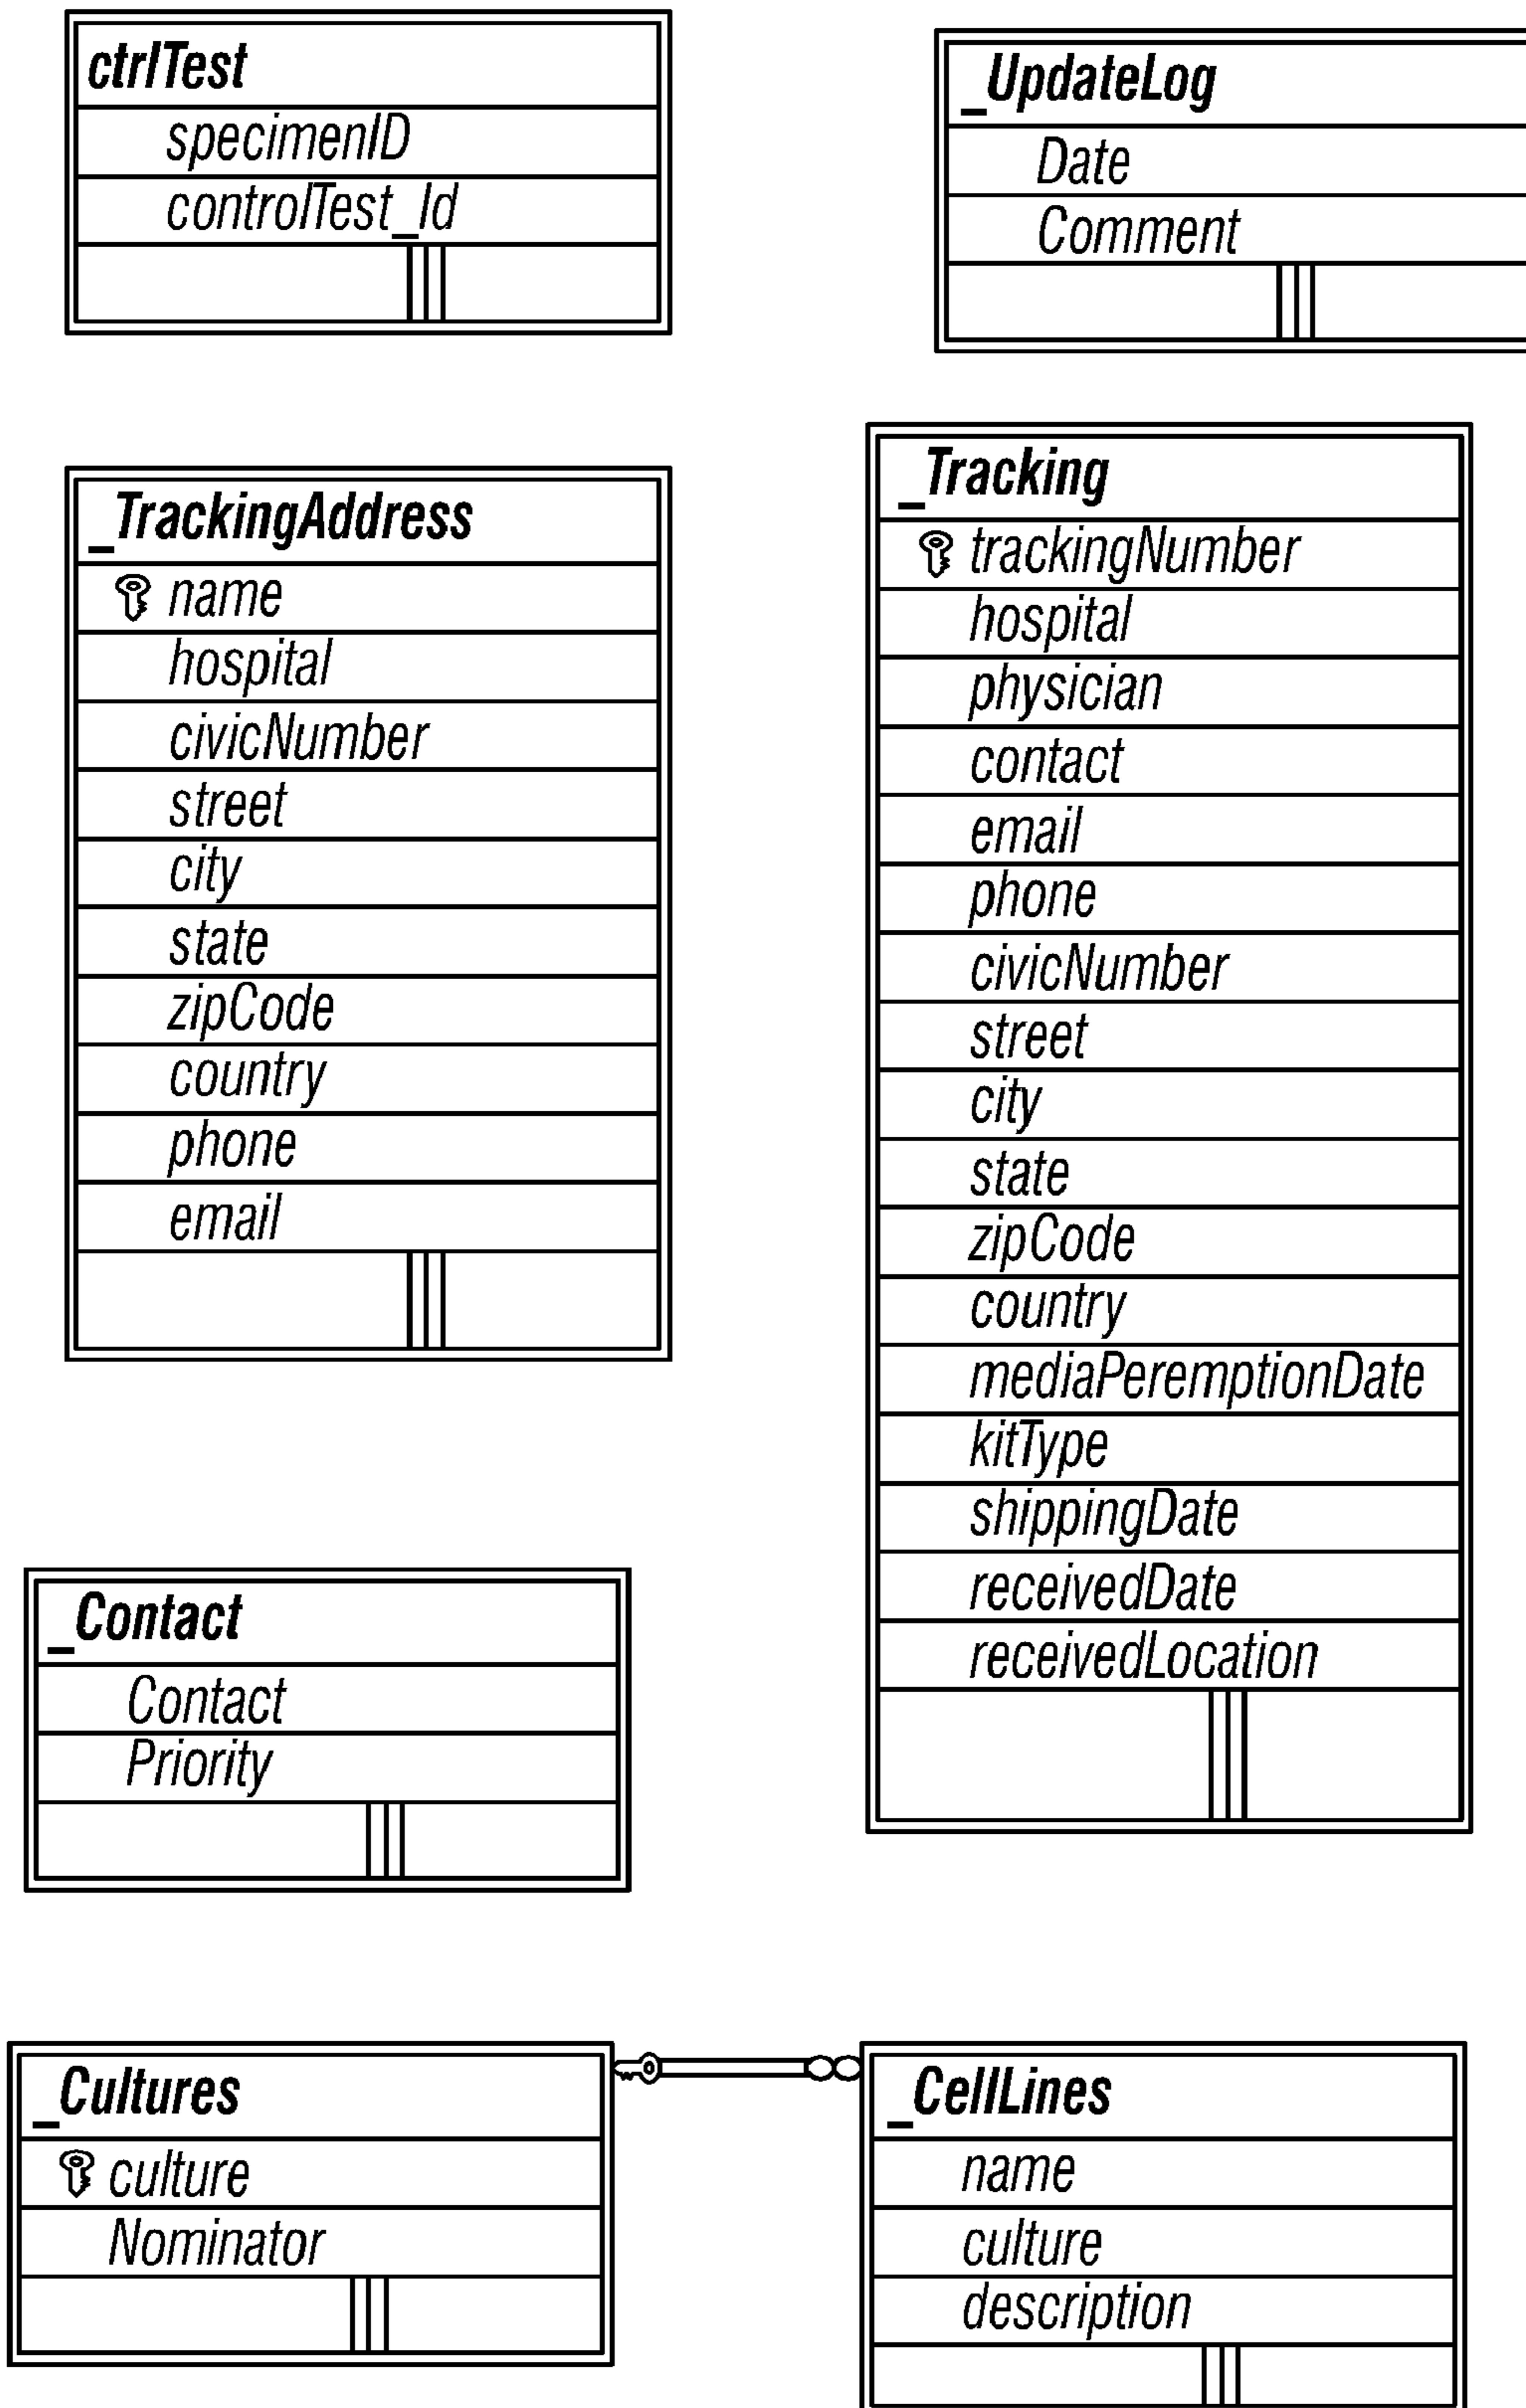 ctrlTest
specimenID
controlTest_Id
_UpdateLog
Date
Comment
_TrackingAddress
name
hospital
civicNumber
street
city
state
zipCode
country
phone
email
_Tracking
trackingNumber
hospital
physician
contact
email
phone
civicNumber
street
city
state
zipCode
country
mediaPeremptionDate
kitType
shippingDate
receivedDate
receivedLocation
_Contact
Contact
Priority
_Cultures
culture
Nominator
_CellLines
name
culture
description